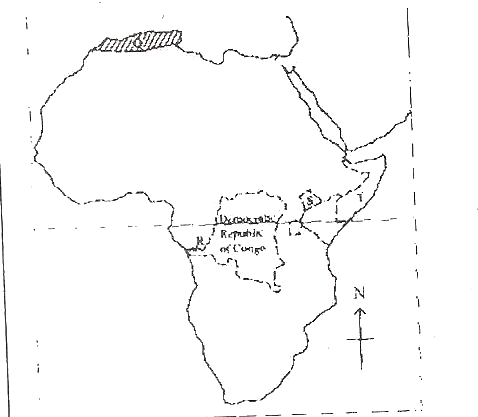 S
Democratic
R Republic
of Congo
N